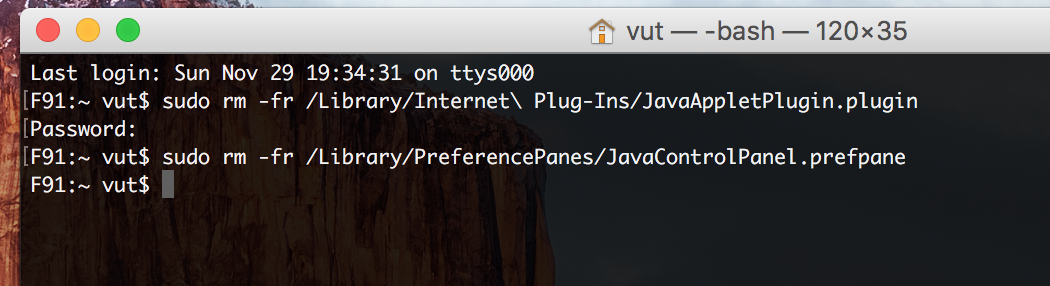 vut — -bash — 120×35
Last login: Sun Nov 29 19:34:31 on ttys000
[F91:~ vut$ sudo rm -fr /Library/Internet\ Plug-Ins/JavaAppletPlugin.plugin
[Password:
[F91:~ vut$ sudo rm -fr /Library/PreferencePanes/JavaControlPanel.prefpane
F91:~ vut$